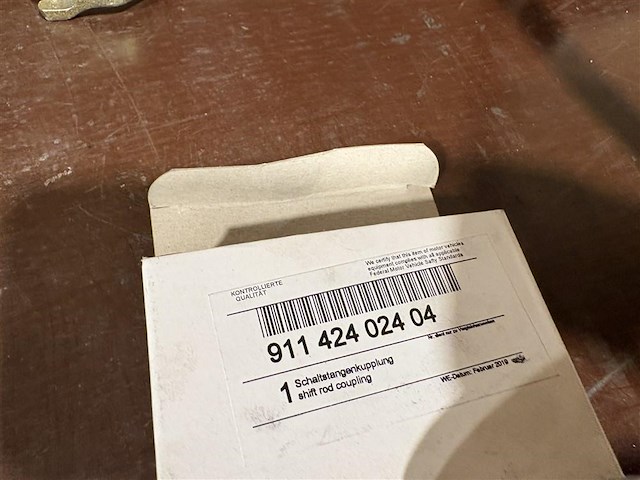 KONTROLLIERTE
QUALITÄT
We certify that this item of motor vehicles
equipment complies with all applicable
Federal Motor Vehicle Safty Standards
911 424 024 04
1 Schaltstangenkupplung
shift rod coupling
WE-Datum: Februar 2019